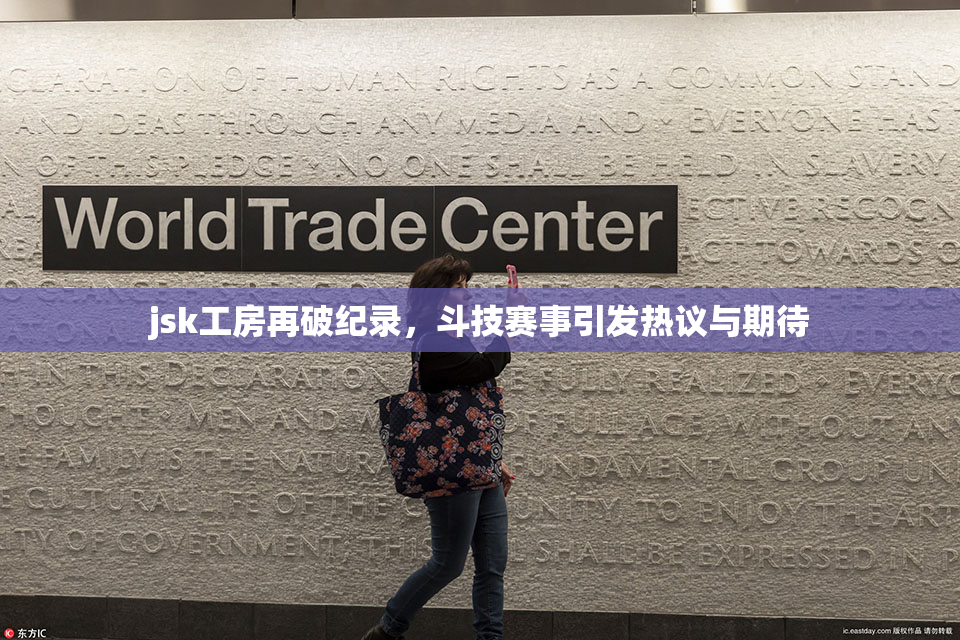 CLARATION OF HUMAN RIGHTS AS A COMMON STAND
AND IDEAS THROUGH ANY MEDIA AND EVERYONE HAS T
OF THIS PLEDGE NO ONE SHALL BE HELD IN SLAVERY
World Trade Center
ECTIVE RECOGN
ACT TOWARDS O
jsk工房再破纪录，斗技赛事引发热议与期待
IN THIS DECLARATION FULLY REALIZED EVERYO
THOUGHT MEN AND OF FULL AGE WITHO
E FAMILY IS THE NATURA FUNDAMENTAL GROUP
E CULTURAL LIFE OF THE UNITY, TO ENJOY THE ART
TY OF GOVERNMENT; THIS SHALL BE EXPRESSED IN P
东方IC
ic.eastday.com 版权作品 请勿转载